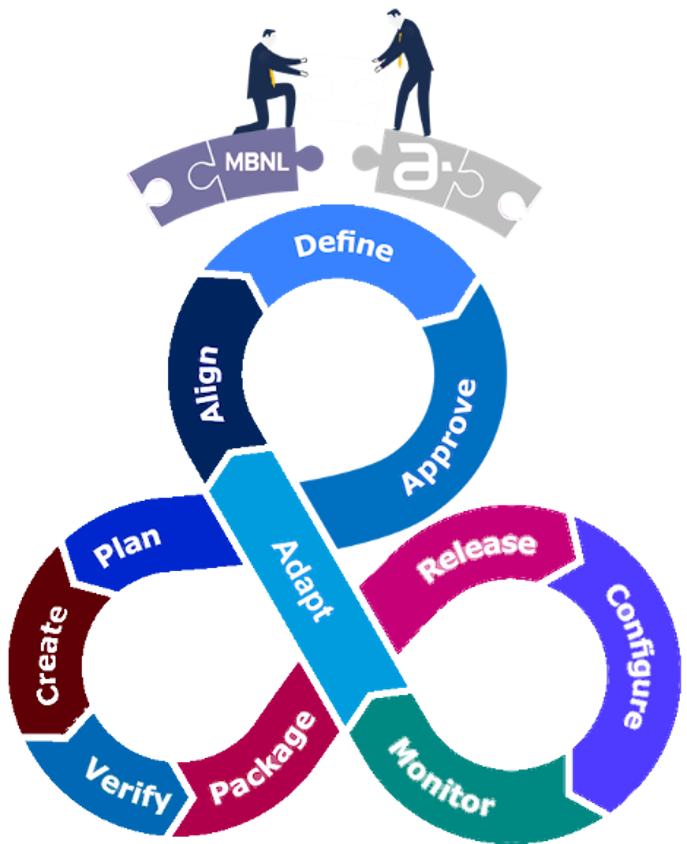 MBNL
a.
Define
Align
Approve
Adapt
Plan
Create
Verify
Package
Release
Configure
Monitor